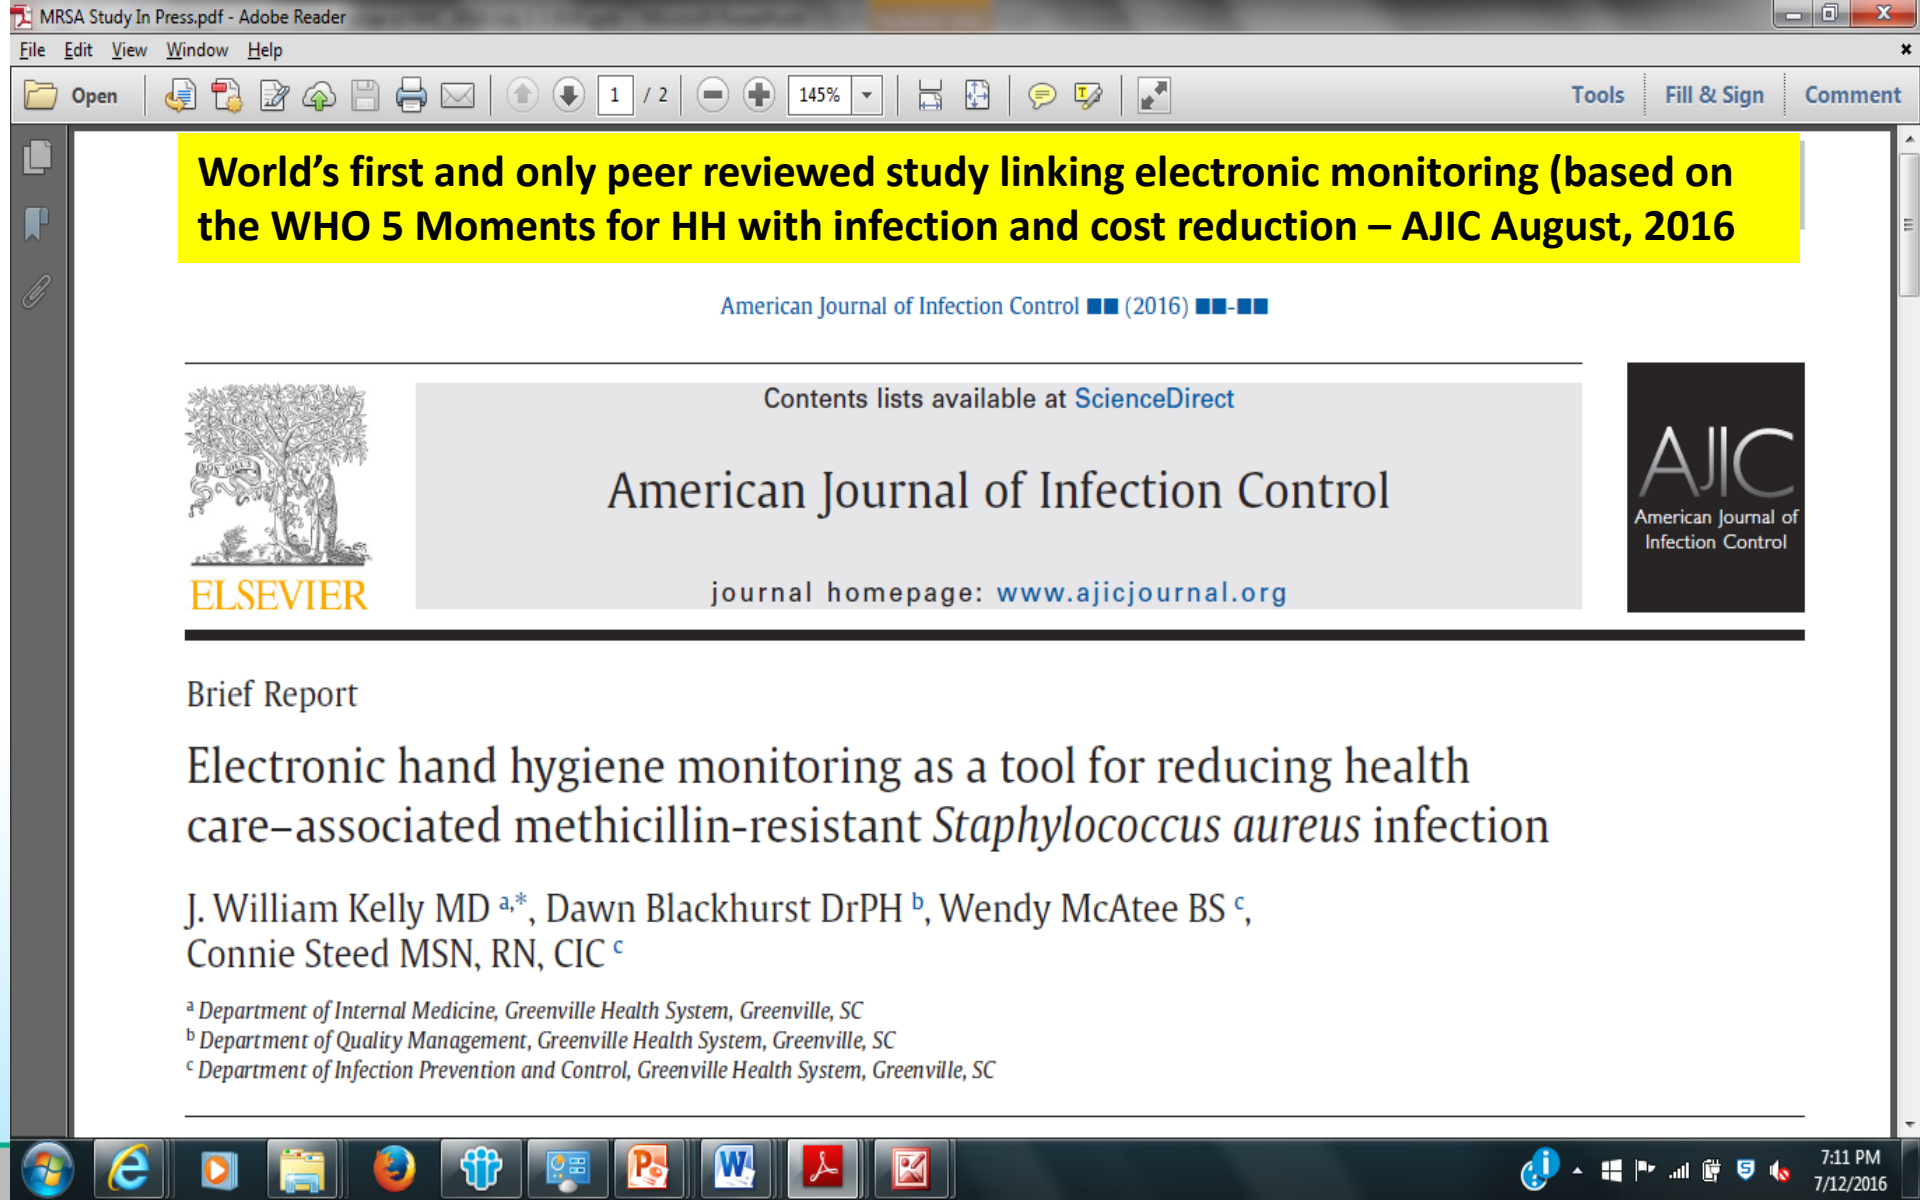 MRSA Study In Press.pdf - Adobe Reader
File Edit View Window Help
Open 1 / 2 145% Tools Fill & Sign Comment
World's first and only peer reviewed study linking electronic monitoring (based on
the WHO 5 Moments for HH with infection and cost reduction – AJIC August, 2016
American Journal of Infection Control ■■ (2016) ■■-■■
Contents lists available at ScienceDirect
American Journal of Infection Control
journal homepage: www.ajicjournal.org
NON SOLUS
ELSEVIER
AJIC
American Journal of
Infection Control
Brief Report
Electronic hand hygiene monitoring as a tool for reducing health
care–associated methicillin-resistant Staphylococcus aureus infection
J. William Kelly MD a,*, Dawn Blackhurst DrPH b, Wendy McAtee BS c,
Connie Steed MSN, RN, CIC c
a Department of Internal Medicine, Greenville Health System, Greenville, SC
b Department of Quality Management, Greenville Health System, Greenville, SC
c Department of Infection Prevention and Control, Greenville Health System, Greenville, SC
7:11 PM
7/12/2016